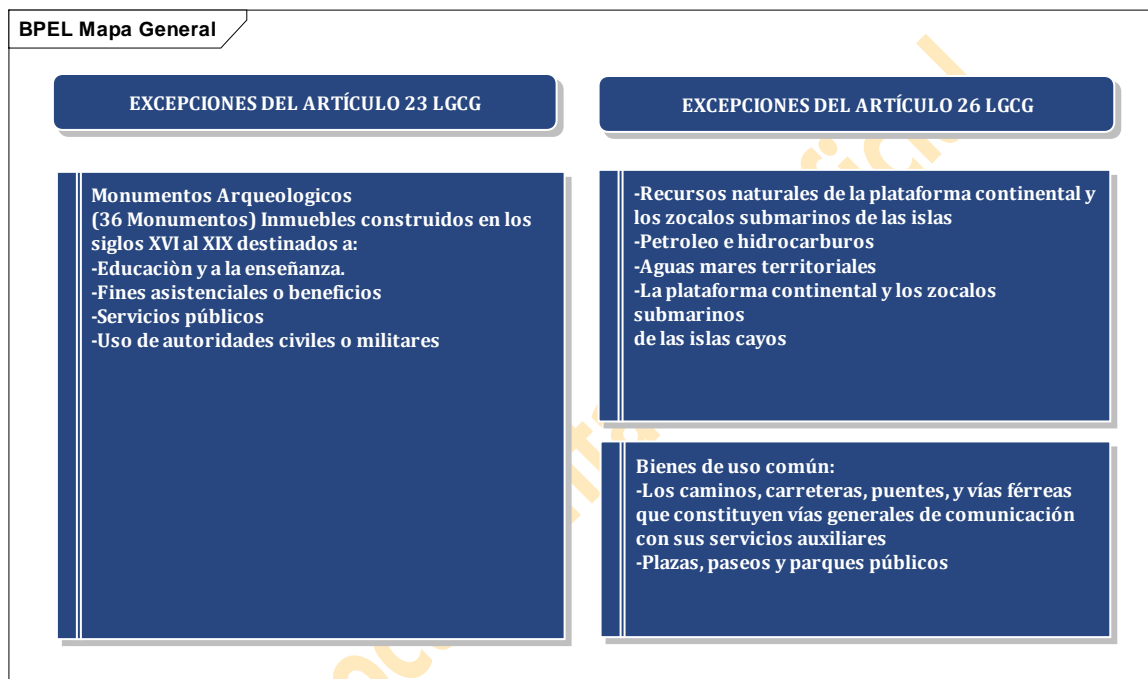 BPEL Mapa General
EXCEPCIONES DEL ARTÍCULO 23 LGCG
Monumentos Arqueologicos
(36 Monumentos) Inmuebles construidos en los
siglos XVI al XIX destinados a:
-Educaciòn y a la enseñanza.
-Fines asistenciales o beneficios
-Servicios públicos
-Uso de autoridades civiles o militares
EXCEPCIONES DEL ARTÍCULO 26 LGCG
-Recursos naturales de la plataforma continental y
los zocalos submarinos de las islas
-Petroleo e hidrocarburos
-Aguas mares territoriales
-La plataforma continental y los zocalos
submarinos
de las islas cayos
Bienes de uso común:
-Los caminos, carreteras, puentes, y vías férreas
que constituyen vías generales de comunicación
con sus servicios auxiliares
-Plazas, paseos y parques públicos